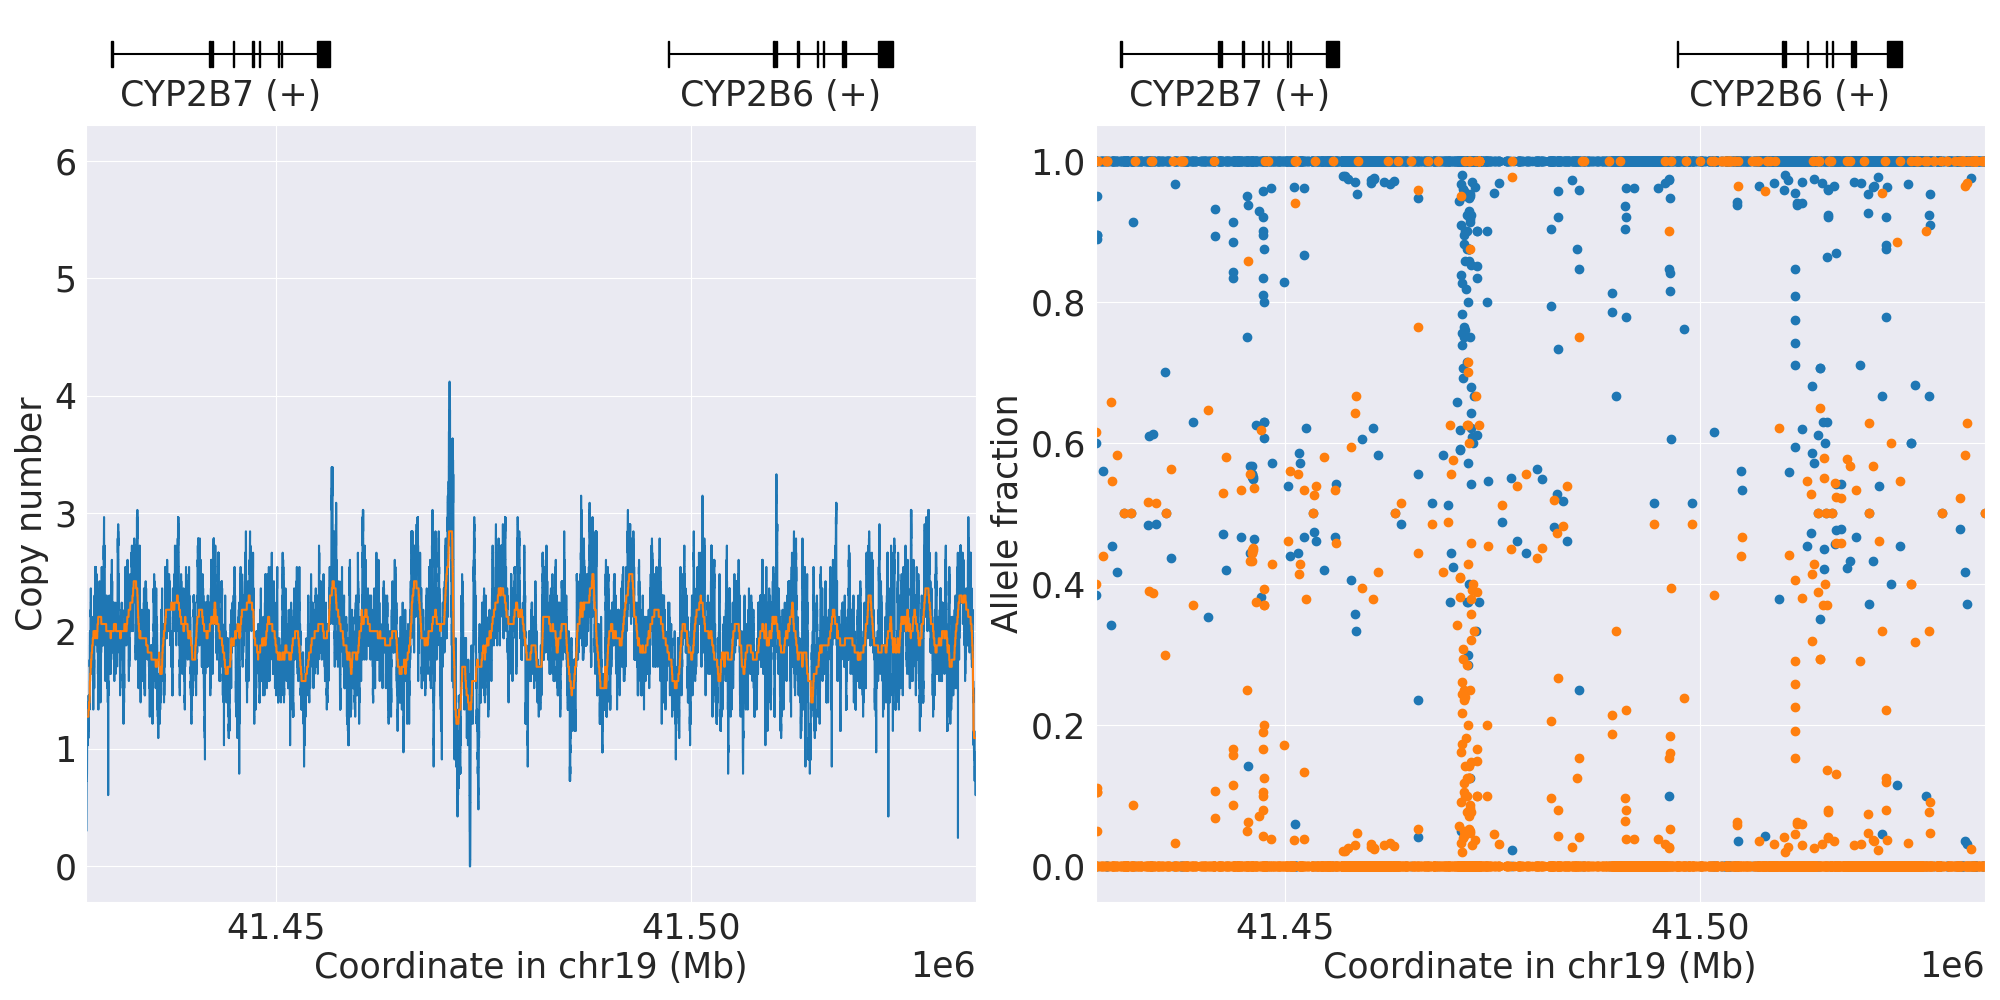 CYP2B7 (+) CYP2B6 (+)
6
5
4
3
2
1
0
Copy number
41.45 41.50
Coordinate in chr19 (Mb) 1e6
CYP2B7 (+) CYP2B6 (+)
1.0
0.8
0.6
0.4
0.2
0.0
Allele fraction
41.45 41.50
Coordinate in chr19 (Mb) 1e6